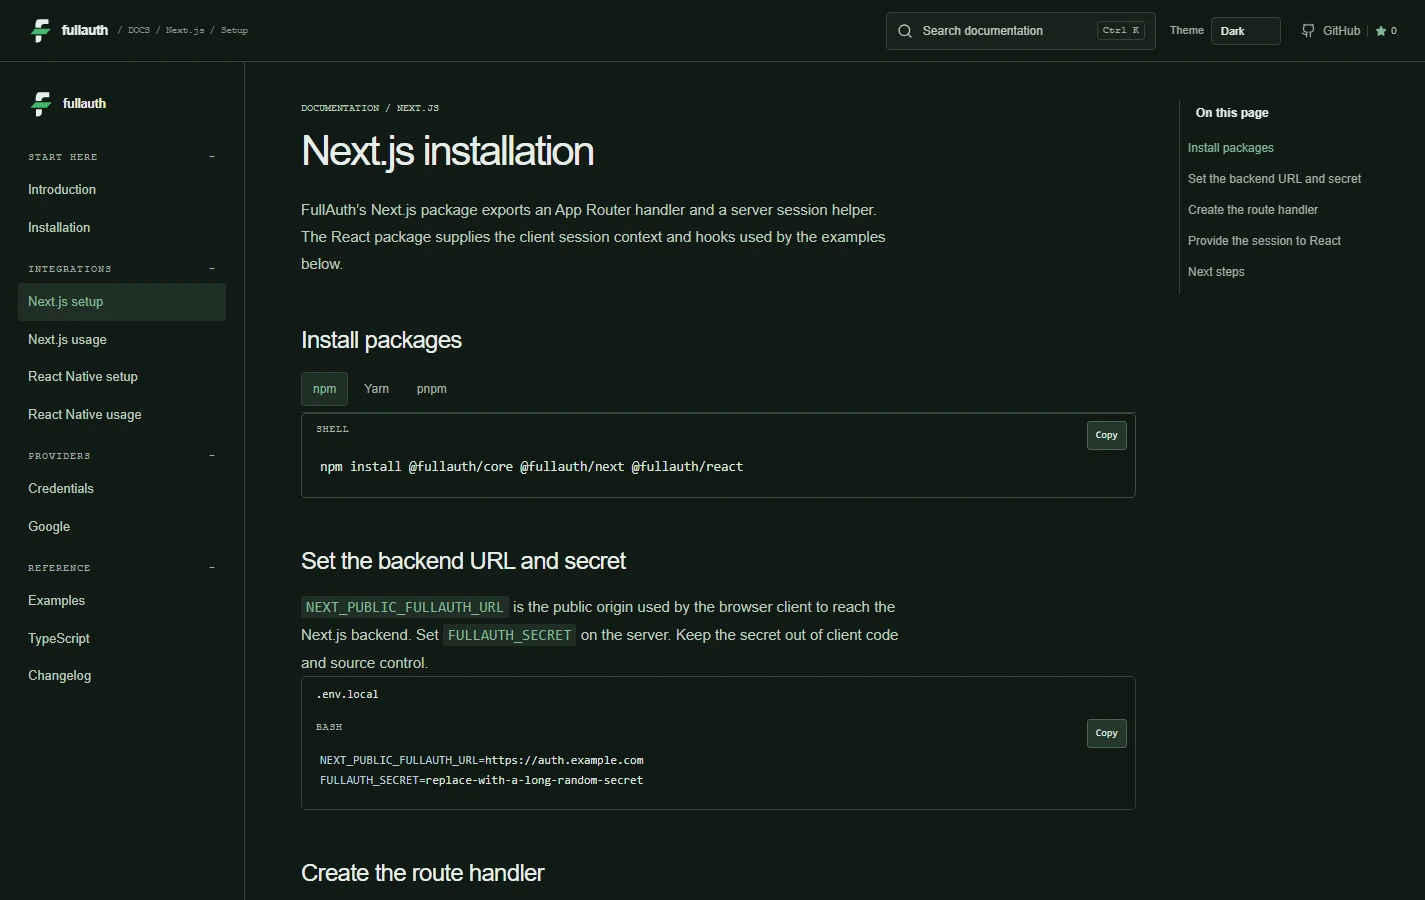 fullauth / DOCS / Next.js / Setup
Search documentation Ctrl K
Theme Dark
GitHub 0
fullauth
START HERE –
Introduction
Installation
INTEGRATIONS –
Next.js setup
Next.js usage
React Native setup
React Native usage
PROVIDERS –
Credentials
Google
REFERENCE –
Examples
TypeScript
Changelog
DOCUMENTATION / NEXT.JS
Next.js installation
FullAuth’s Next.js package exports an App Router handler and a server session helper.
The React package supplies the client session context and hooks used by the examples
below.
Install packages
npm Yarn pnpm
SHELL
Copy
npm install @fullauth/core @fullauth/next @fullauth/react
Set the backend URL and secret
NEXT_PUBLIC_FULLAUTH_URL is the public origin used by the browser client to reach the
Next.js backend. Set FULLAUTH_SECRET on the server. Keep the secret out of client code
and source control.
.env.local
BASH
Copy
NEXT_PUBLIC_FULLAUTH_URL=https://auth.example.com
FULLAUTH_SECRET=replace-with-a-long-random-secret
Create the route handler
On this page
Install packages
Set the backend URL and secret
Create the route handler
Provide the session to React
Next steps